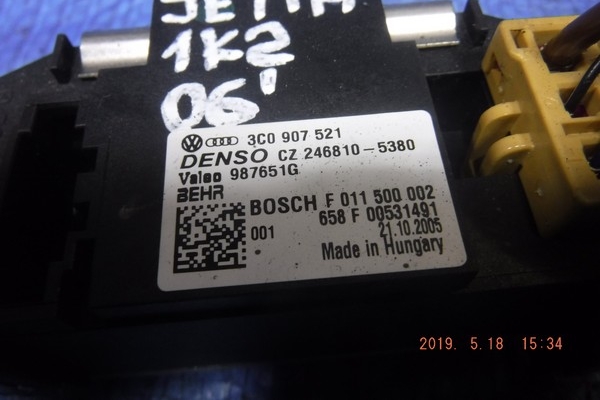 JETTA
1K2
06'
3C0 907 521
DENSO CZ 246810-5380
Valeo 987651G
BEHR
BOSCH F 011 500 002
658 F 00531491
001 21.10.2005
Made in Hungary
2019. 5.18 15:34